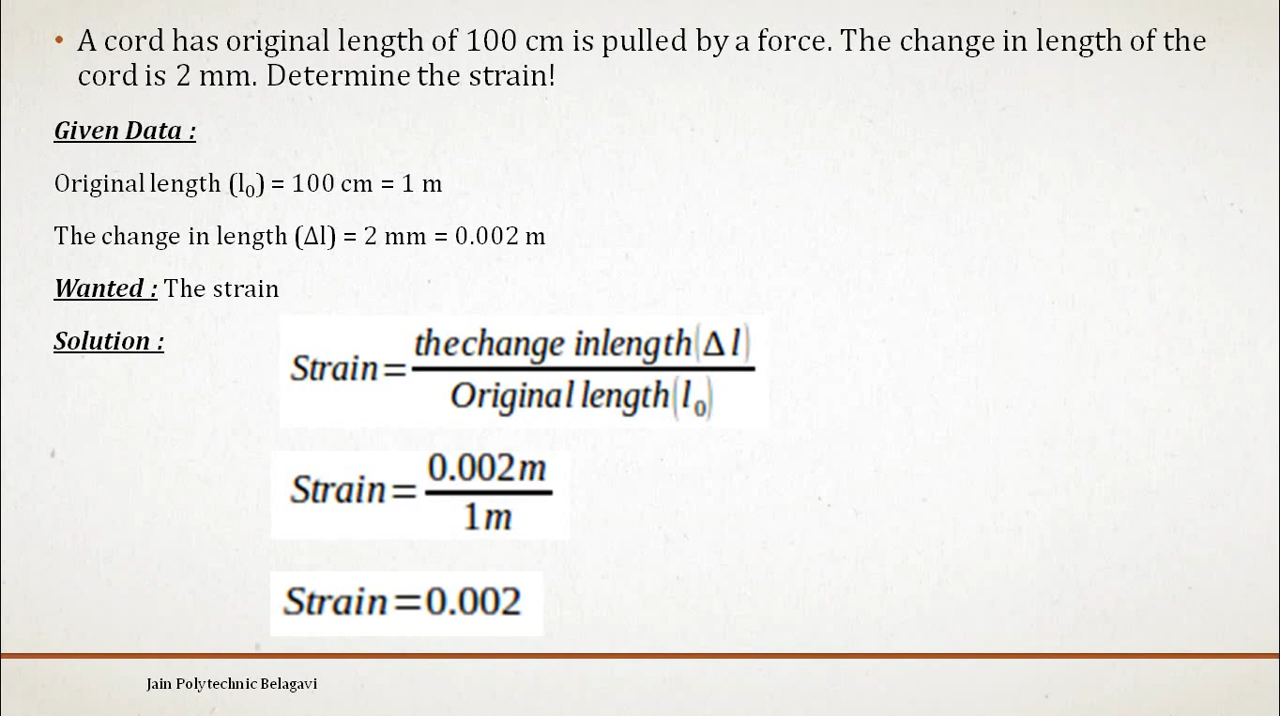 • A cord has original length of 100 cm is pulled by a force. The change in length of the
cord is 2 mm. Determine the strain!
Given Data :
Original length (l₀) = 100 cm = 1 m
The change in length (Δl) = 2 mm = 0.002 m
Wanted : The strain
Solution :
Strain = thechange inlength(Δ l) / Original length(l₀)
Strain = 0.002m / 1m
Strain=0.002
Jain Polytechnic Belagavi